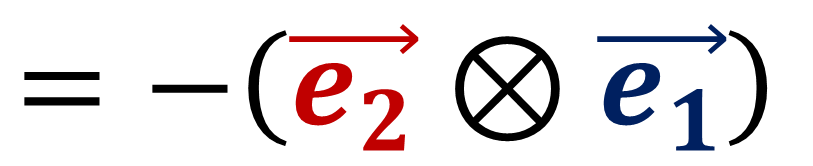 = −(e₂⃗ ⊗ e₁⃗)